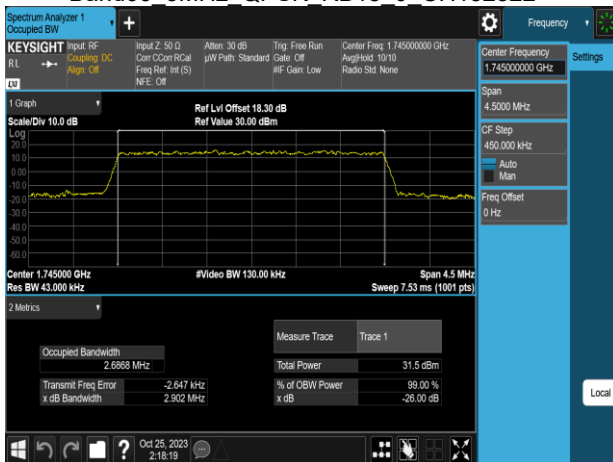 Spectrum Analyzer 1
Occupied BW
Frequency
KEYSIGHT
RL
LXI
Input: RF
Coupling: DC
Align: Off
Input Z: 50 Ω
Corr CCorr RCal
Freq Ref: Int (S)
NFE: Off
Atten: 30 dB
µW Path: Standard
Trig: Free Run
Gate: Off
#IF Gain: Low
Center Freq: 1.745000000 GHz
Avg|Hold: 10/10
Radio Std: None
Center Frequency
1.745000000 GHz
Settings
Span
4.5000 MHz
CF Step
450.000 kHz
Auto
Man
Freq Offset
0 Hz
1 Graph
Scale/Div 10.0 dB
Ref Lvl Offset 18.30 dB
Ref Value 30.00 dBm
Log
20.0
10.0
0.00
-10.0
-20.0
-30.0
-40.0
-50.0
-60.0
Center 1.745000 GHz
#Video BW 130.00 kHz
Span 4.5 MHz
Res BW 43.000 kHz
Sweep 7.53 ms (1001 pts)
2 Metrics
Measure Trace
Trace 1
Occupied Bandwidth
2.6868 MHz
Total Power
31.5 dBm
Transmit Freq Error
-2.647 kHz
% of OBW Power
99.00 %
x dB Bandwidth
2.902 MHz
x dB
-26.00 dB
Local
?
Oct 25, 2023
2:18:19